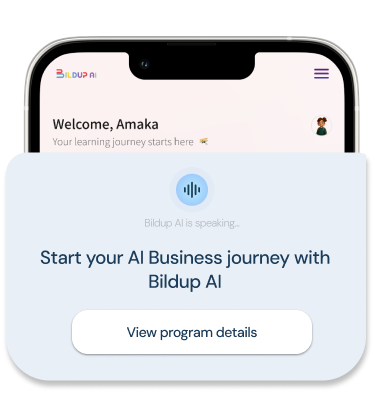 BILDUP AI
Welcome, Amaka
Your learning journey starts here
Bildup AI is speaking...
Start your AI Business journey with
Bildup AI
View program details